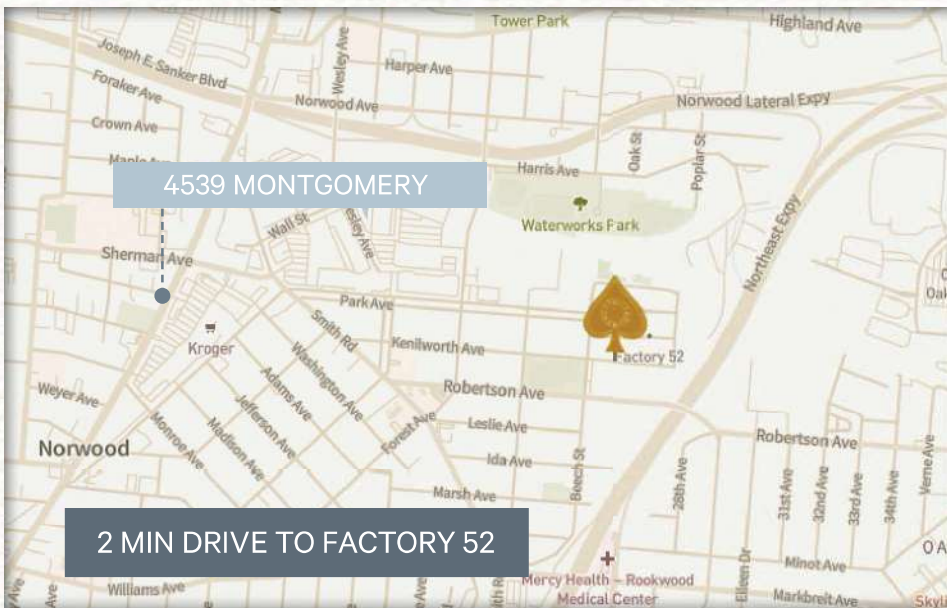 Tower Park
Highland Ave
Joseph E. Sanker Blvd
Wesley Ave
Harper Ave
Foraker Ave
Norwood Ave
Norwood Lateral Expy
Crown Ave
Oak St
Poplar St
Harris Ave
4539 MONTGOMERY
Waterworks Park
Wall St
Northeast Expy
Sherman Ave
Park Ave
Smith Rd
Kroger
Kenilworth Ave
Factory 52
Washington Ave
Adams Ave
Robertson Ave
Weyer Ave
Jefferson Ave
Forest Ave
Leslie Ave
Monroe Ave
Madison Ave
Norwood
Robertson Ave
Ida Ave
Beech St
28th Ave
31st Ave
32nd Ave
33rd Ave
34th Ave
Verne Ave
Marsh Ave
2 MIN DRIVE TO FACTORY 52
Minot Ave
Eileen Dr
Williams Ave
Mercy Health – Rookwood
Medical Center
Markbreit Ave